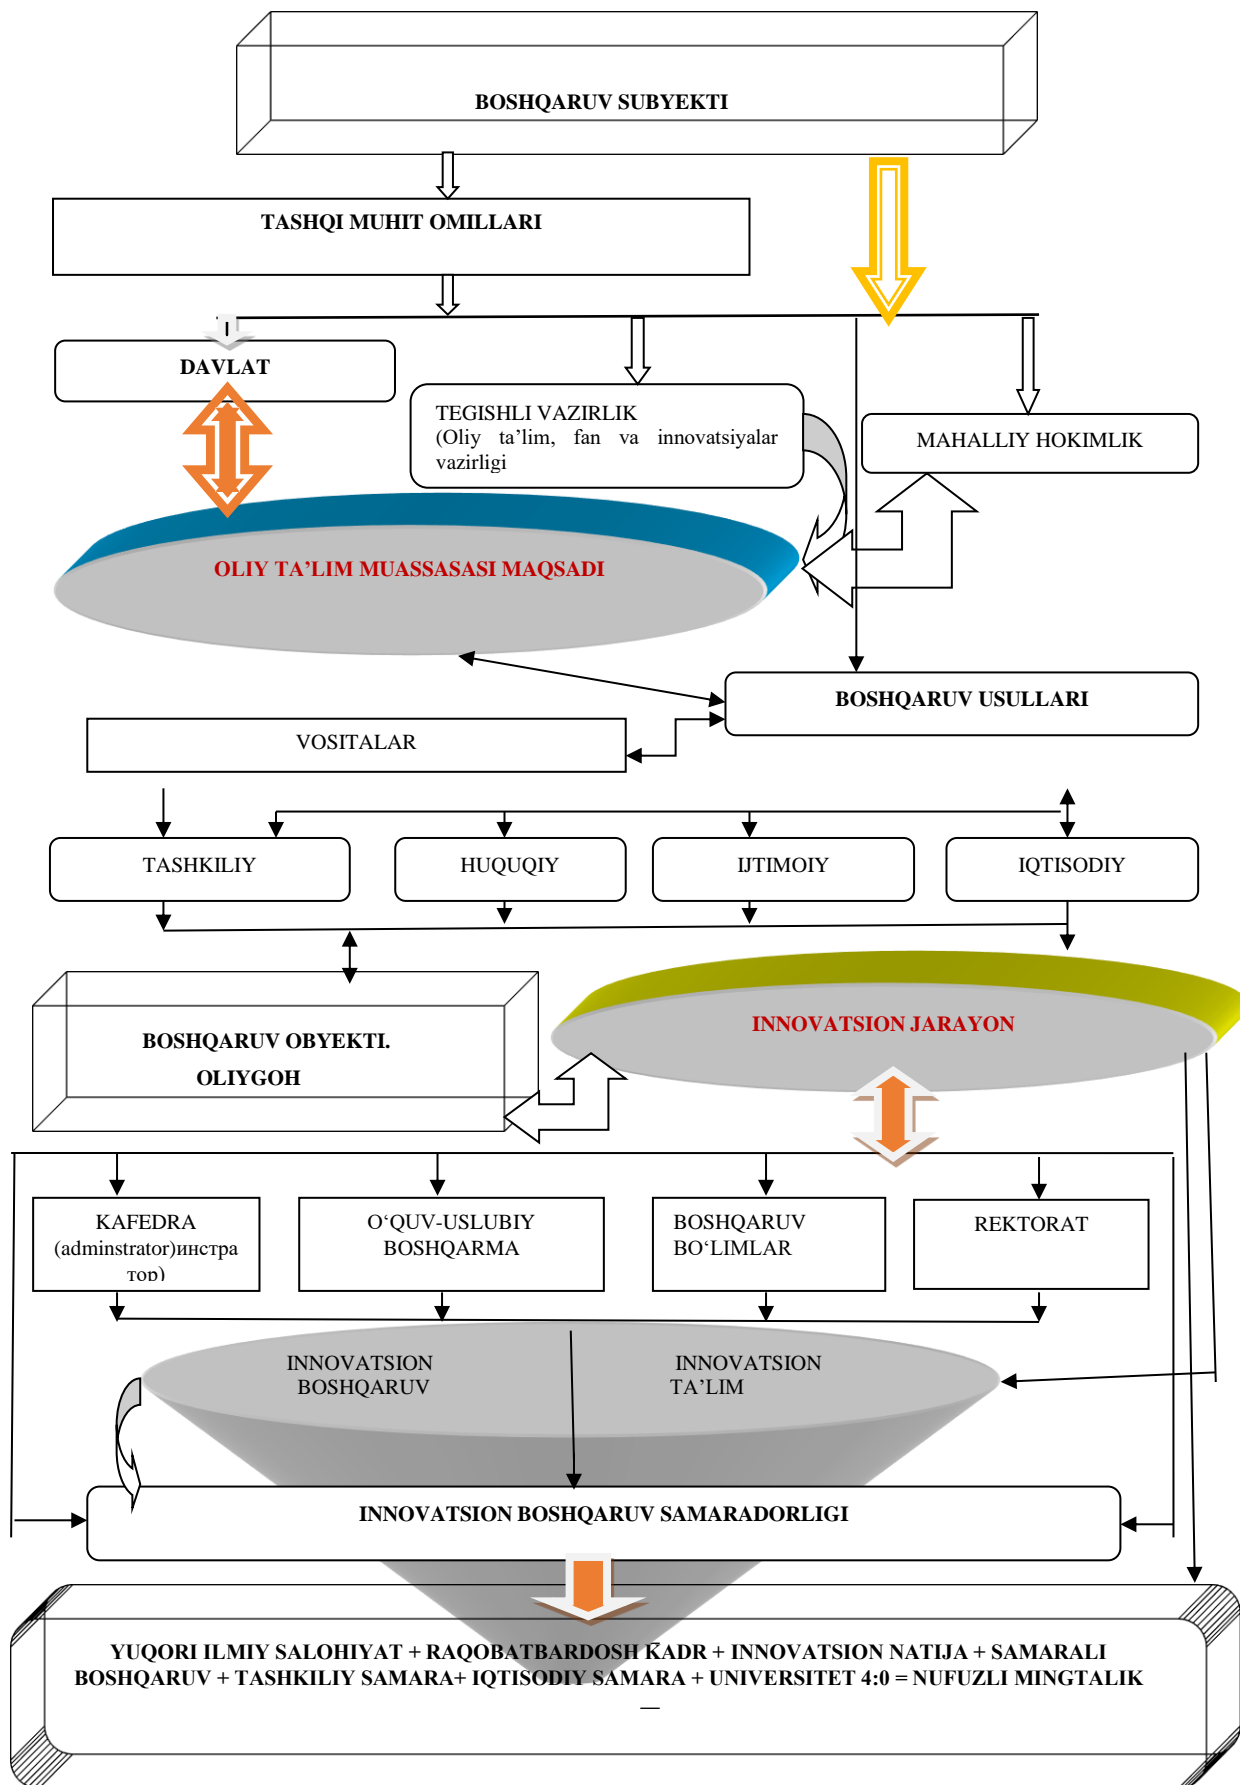 BOSHQARUV SUBYEKTI
TASHQI MUHIT OMILLARI
DAVLAT
TEGISHLI VAZIRLIK
(Oliy ta’lim, fan va innovatsiyalar
vazirligi
MAHALLIY HOKIMLIK
OLIY TA’LIM MUASSASASI MAQSADI
BOSHQARUV USULLARI
VOSITALAR
TASHKILIY
HUQUQIY
IJTIMOIY
IQTISODIY
INNOVATSION JARAYON
BOSHQARUV OBYEKTI.
OLIYGOH
KAFEDRA
(adminstrator)инстра
тор)
O‘QUV-USLUBIY
BOSHQARMA
BOSHQARUV
BO‘LIMLAR
REKTORAT
INNOVATSION
BOSHQARUV
INNOVATSION
TA’LIM
INNOVATSION BOSHQARUV SAMARADORLIGI
YUQORI ILMIY SALOHIYAT + RAQOBATBARDOSH KADR + INNOVATSION NATIJA + SAMARALI
BOSHQARUV + TASHKILIY SAMARA+ IQTISODIY SAMARA + UNIVERSITET 4:0 = NUFUZLI MINGTALIK
—